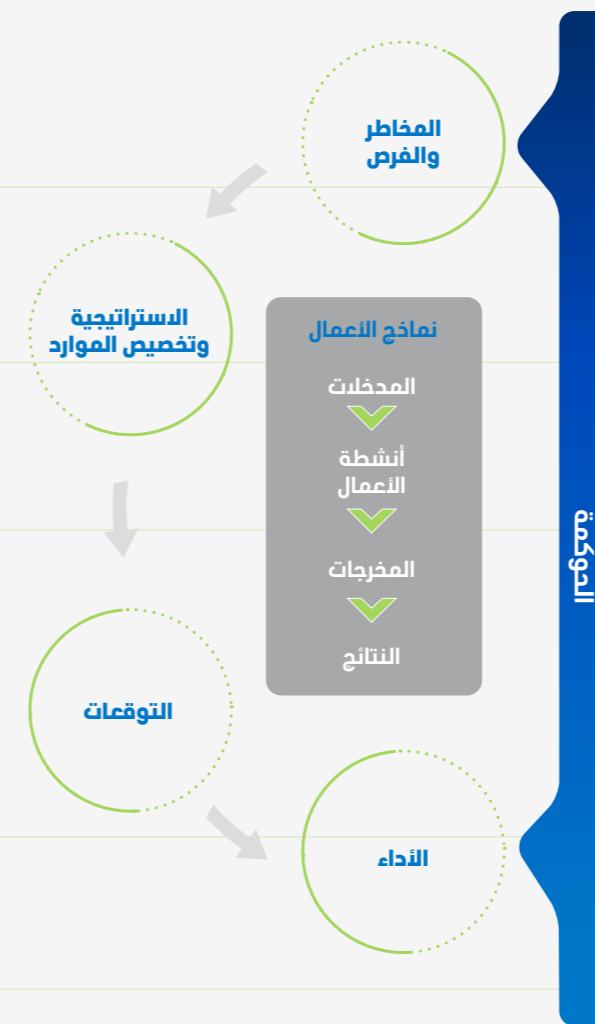 المخاطر
والفرص
الاستراتيجية
وتخصيص الموارد
نماذج الأعمال
المدخلات
أنشطة
الأعمال
المخرجات
النتائج
الحوكمة
التوقعات
الأداء